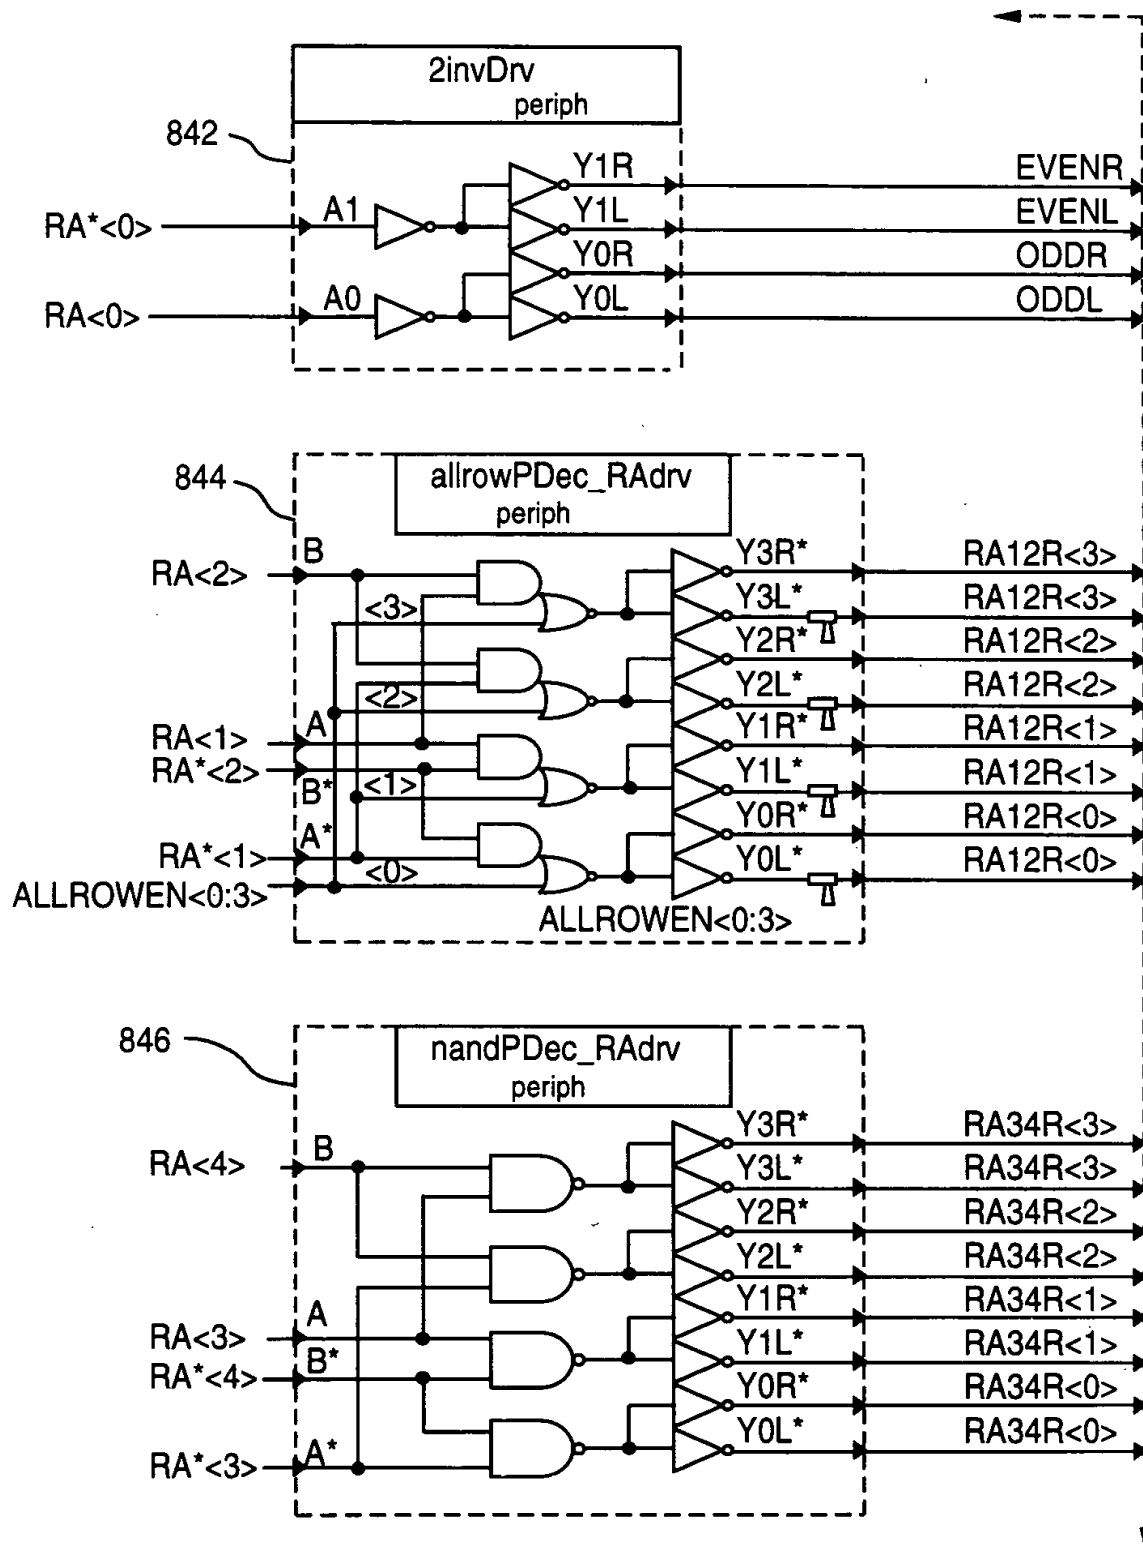 2invDrv
periph
842
RA*<0>
A1
Y1R
EVENR
Y1L
EVENL
Y0R
ODDR
RA<0>
A0
Y0L
ODDL
844
allrowPDec_RAdrv
periph
RA<2>
B
Y3R*
RA12R<3>
<3>
Y3L*
RA12R<3>
Y2R*
RA12R<2>
<2>
Y2L*
RA12R<2>
RA<1>
A
Y1R*
RA12R<1>
RA*<2>
B*
<1>
Y1L*
RA12R<1>
A*
Y0R*
RA12R<0>
RA*<1>
<0>
Y0L*
RA12R<0>
ALLROWEN<0:3>
ALLROWEN<0:3>
846
nandPDec_RAdrv
periph
Y3R*
RA34R<3>
RA<4>
B
Y3L*
RA34R<3>
Y2R*
RA34R<2>
Y2L*
RA34R<2>
A
Y1R*
RA34R<1>
RA<3>
Y1L*
RA34R<1>
RA*<4>
B*
Y0R*
RA34R<0>
Y0L*
RA34R<0>
RA*<3>
A*